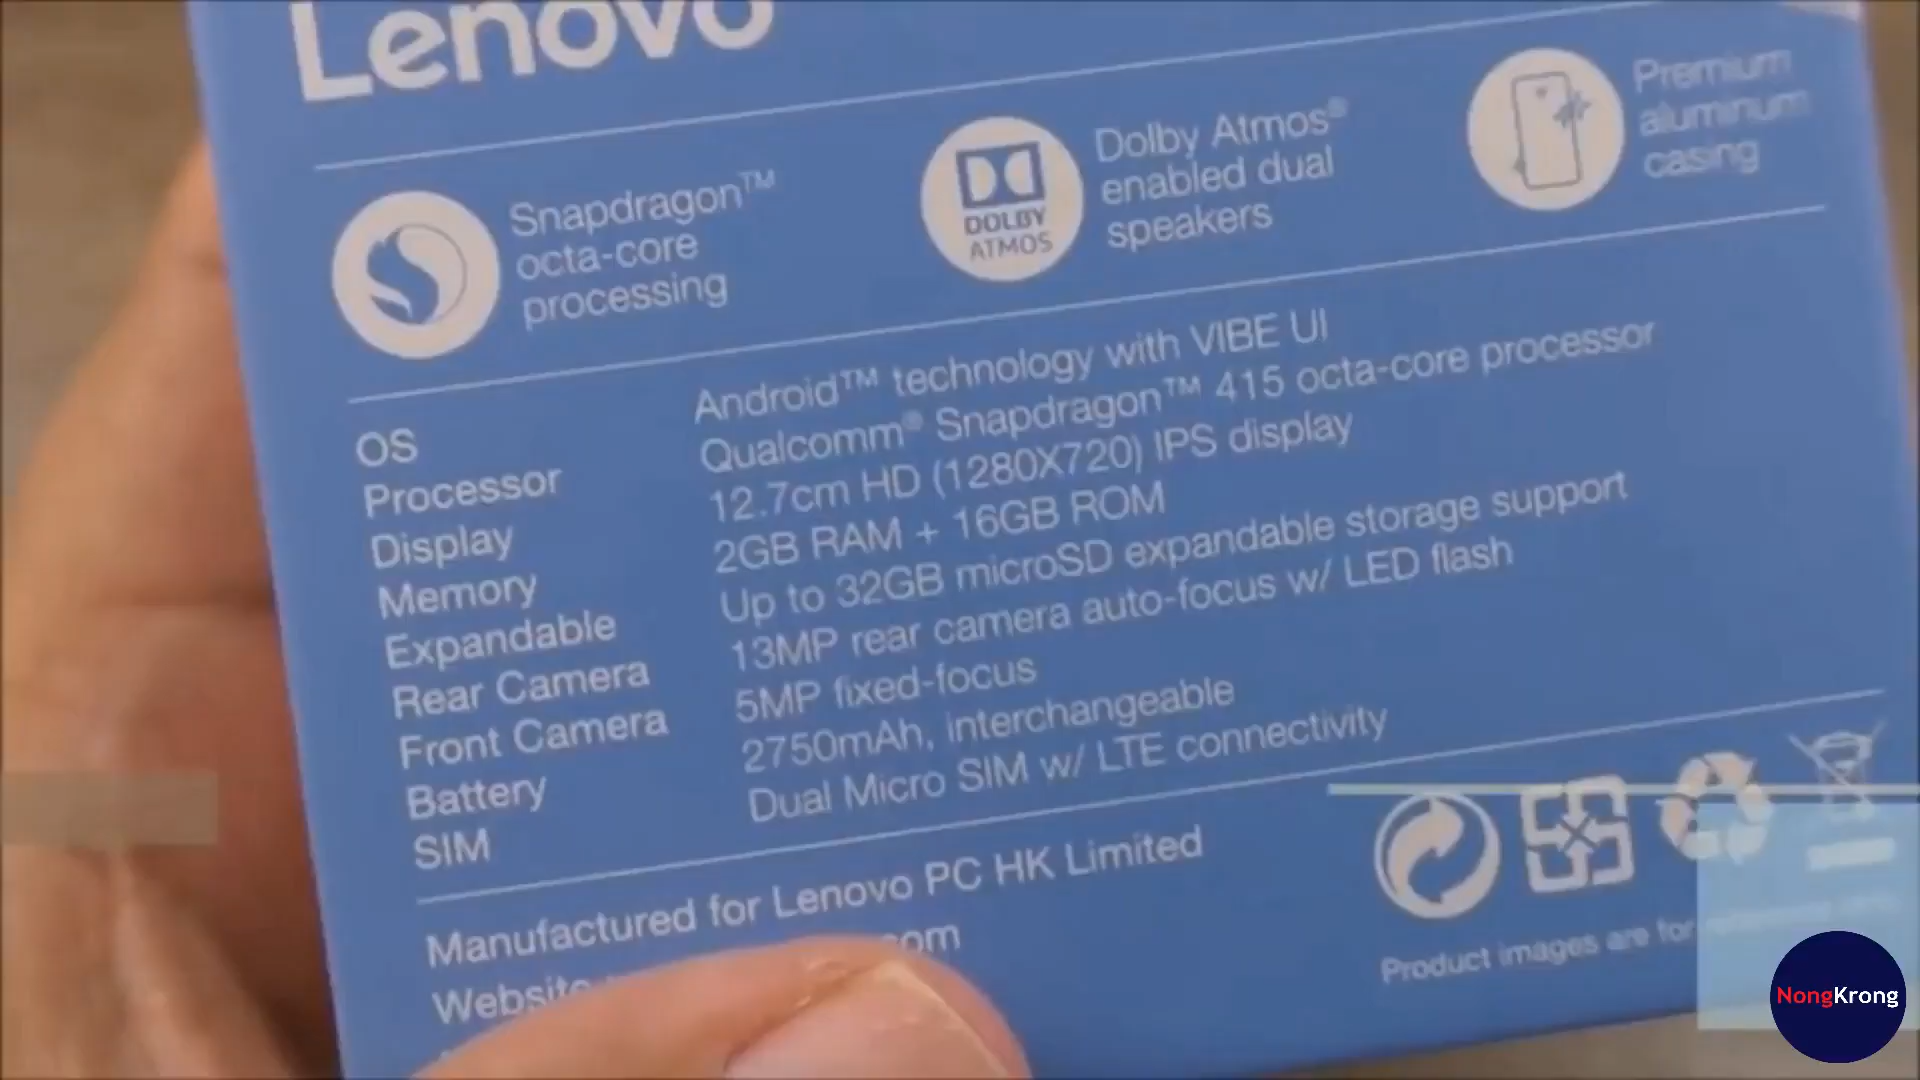 Lenovo
Snapdragon™
octa-core
processing
DOLBY
ATMOS
Dolby Atmos®
enabled dual
speakers
Premium
aluminum
casing
OS Android™ technology with VIBE UI
Processor Qualcomm® Snapdragon™ 415 octa-core processor
Display 12.7cm HD (1280X720) IPS display
Memory 2GB RAM + 16GB ROM
Expandable Up to 32GB microSD expandable storage support
Rear Camera 13MP rear camera auto-focus w/ LED flash
Front Camera 5MP fixed-focus
Battery 2750mAh, interchangeable
SIM Dual Micro SIM w/ LTE connectivity
Manufactured for Lenovo PC HK Limited
Website com
Product images are for
NongKrong